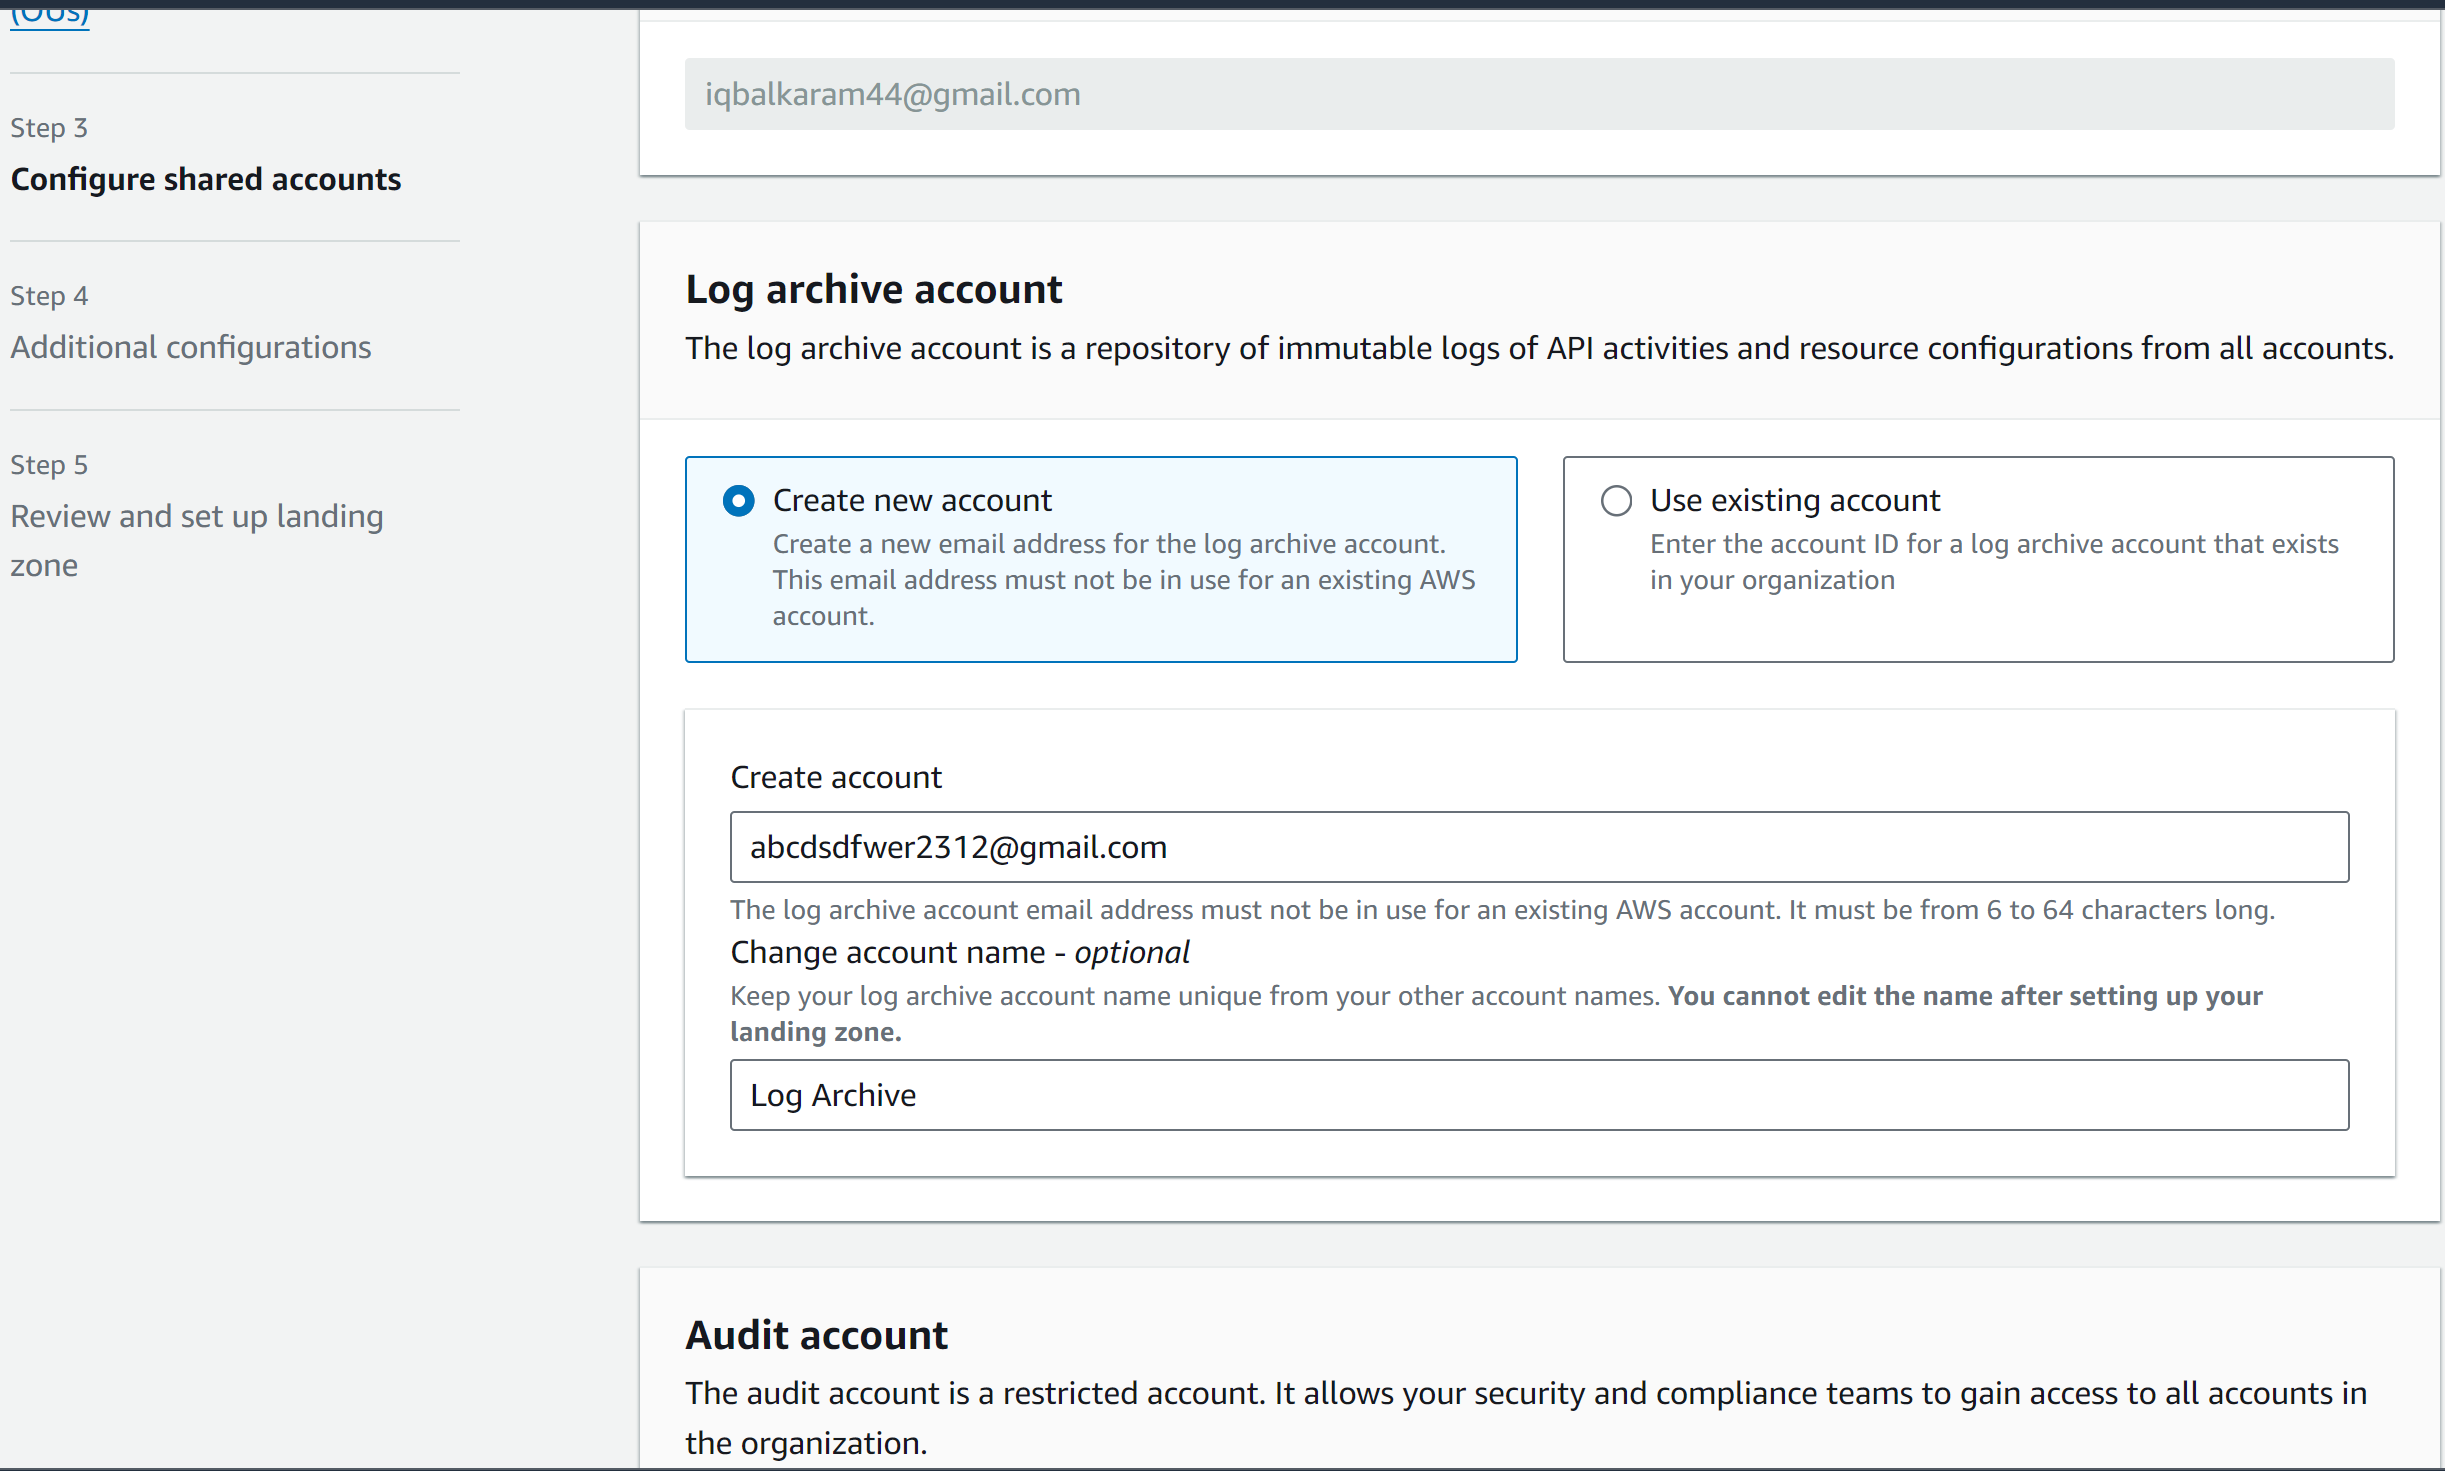 (OUs)
Step 3
Configure shared accounts
Step 4
Additional configurations
Step 5
Review and set up landing
zone
iqbalkaram44@gmail.com
Log archive account
The log archive account is a repository of immutable logs of API activities and resource configurations from all accounts.
Create new account
Create a new email address for the log archive account.
This email address must not be in use for an existing AWS
account.
Use existing account
Enter the account ID for a log archive account that exists
in your organization
Create account
abcdsdfwer2312@gmail.com
The log archive account email address must not be in use for an existing AWS account. It must be from 6 to 64 characters long.
Change account name - optional
Keep your log archive account name unique from your other account names. You cannot edit the name after setting up your
landing zone.
Log Archive
Audit account
The audit account is a restricted account. It allows your security and compliance teams to gain access to all accounts in
the organization.